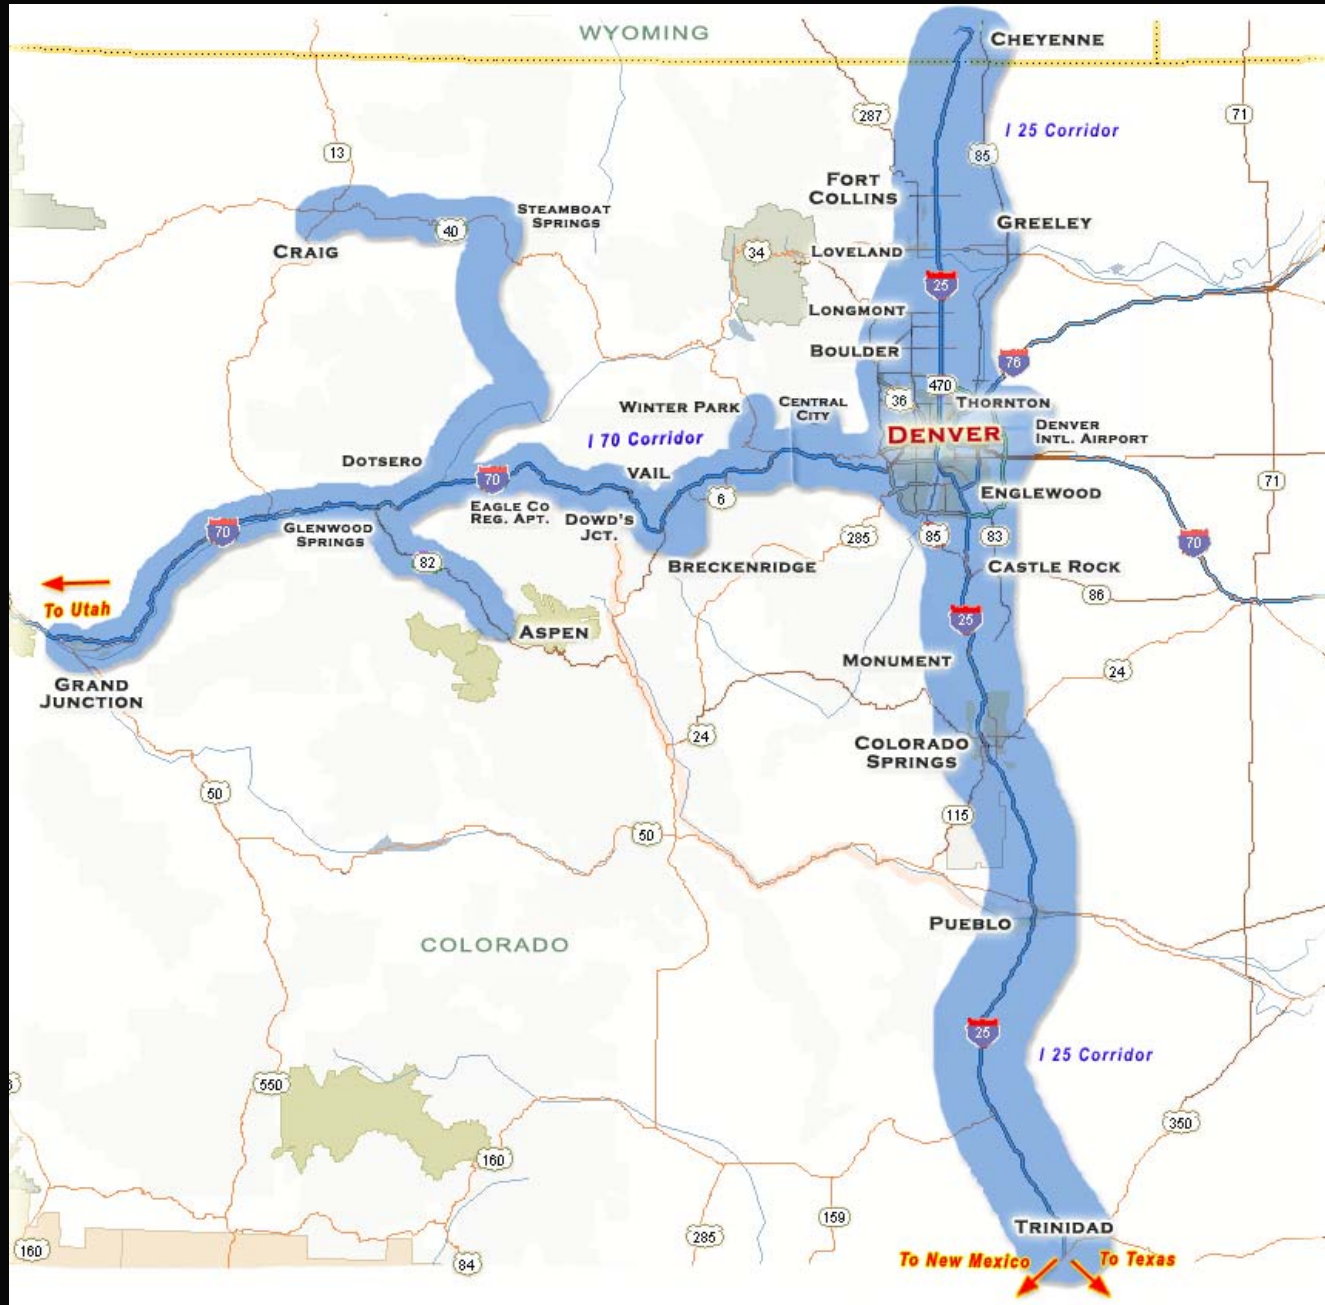 WYOMING
CHEYENNE
287
I 25 Corridor
71
13
85
FORT
COLLINS
STEAMBOAT
SPRINGS
GREELEY
40
CRAIG
34
LOVELAND
25
LONGMONT
BOULDER
76
470
36
THORNTON
WINTER PARK
CENTRAL
CITY
DENVER
DENVER
INTL. AIRPORT
I 70 Corridor
DOTSERO
VAIL
70
71
6
ENGLEWOOD
EAGLE CO
REG. APT.
DOWD'S
JCT.
GLENWOOD
SPRINGS
70
285
85
83
70
82
BRECKENRIDGE
CASTLE ROCK
To Utah
86
25
ASPEN
MONUMENT
24
GRAND
JUNCTION
24
COLORADO
SPRINGS
50
115
50
PUEBLO
COLORADO
25
I 25 Corridor
550
350
160
159
TRINIDAD
285
160
84
To New Mexico
To Texas